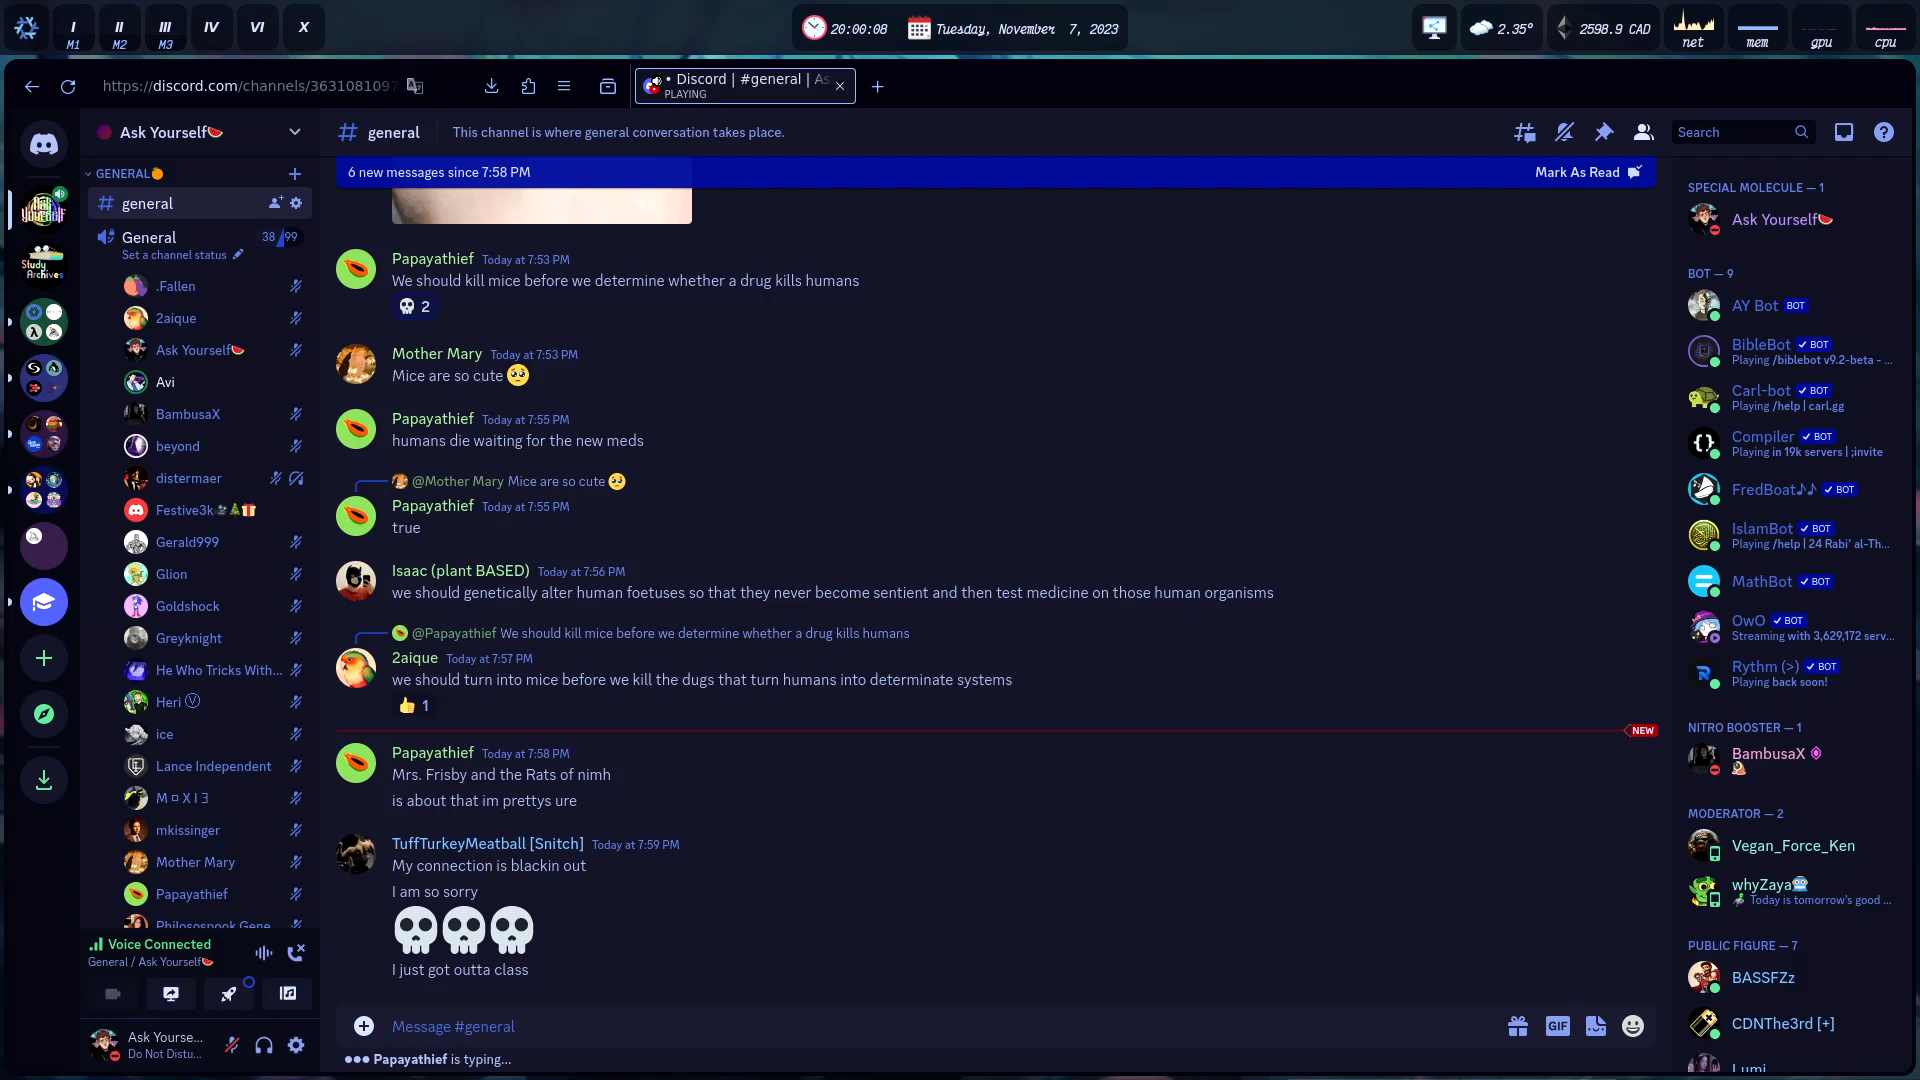 I
M1
II
M2
III
M3
IV
VI
X
20:00:08
Tuesday, November 7, 2023
2.35°
2598.9 CAD
net
mem
gpu
cpu
https://discord.com/channels/3631081097
• Discord | #general | As
PLAYING
Ask Yourself🍉
GENERAL🍊
general
General
38
99
Set a channel status
.Fallen
2aique
Ask Yourself🍉
Avi
BambusaX
beyond
distermaer
Festive3k
Gerald999
Glion
Goldshock
Greyknight
He Who Tricks With...
Heri Ⓥ
ice
Lance Independent
M ¤ X I Ǝ
mkissinger
Mother Mary
Papayathief
Philosospook Gene
Voice Connected
General / Ask Yourself🍉
Ask Yourse...
Do Not Distu...
general
This channel is where general conversation takes place.
Search
6 new messages since 7:58 PM
Mark As Read
Papayathief Today at 7:53 PM
We should kill mice before we determine whether a drug kills humans
💀 2
Mother Mary Today at 7:53 PM
Mice are so cute 🥺
Papayathief Today at 7:55 PM
humans die waiting for the new meds
@Mother Mary Mice are so cute 🥺
Papayathief Today at 7:55 PM
true
Isaac (plant BASED) Today at 7:56 PM
we should genetically alter human foetuses so that they never become sentient and then test medicine on those human organisms
@Papayathief We should kill mice before we determine whether a drug kills humans
2aique Today at 7:57 PM
we should turn into mice before we kill the dugs that turn humans into determinate systems
👍 1
NEW
Papayathief Today at 7:58 PM
Mrs. Frisby and the Rats of nimh
is about that im prettys ure
TuffTurkeyMeatball [Snitch] Today at 7:59 PM
My connection is blackin out
I am so sorry
💀💀💀
I just got outta class
Message #general
GIF
Papayathief is typing...
SPECIAL MOLECULE — 1
Ask Yourself🍉
BOT — 9
AY Bot BOT
BibleBot ✓ BOT
Playing /biblebot v9.2-beta - ...
Carl-bot ✓ BOT
Playing /help | carl.gg
Compiler ✓ BOT
Playing in 19k servers | ;invite
FredBoat♪♪ ✓ BOT
IslamBot ✓ BOT
Playing /help | 24 Rabi' al-Th...
MathBot ✓ BOT
OwO ✓ BOT
Streaming with 3,629,172 serv...
Rythm (>) ✓ BOT
Playing back soon!
NITRO BOOSTER — 1
BambusaX
MODERATOR — 2
Vegan_Force_Ken
whyZaya
Today is tomorrow's good ...
PUBLIC FIGURE — 7
BASSFZz
CDNThe3rd [+]
Lumi